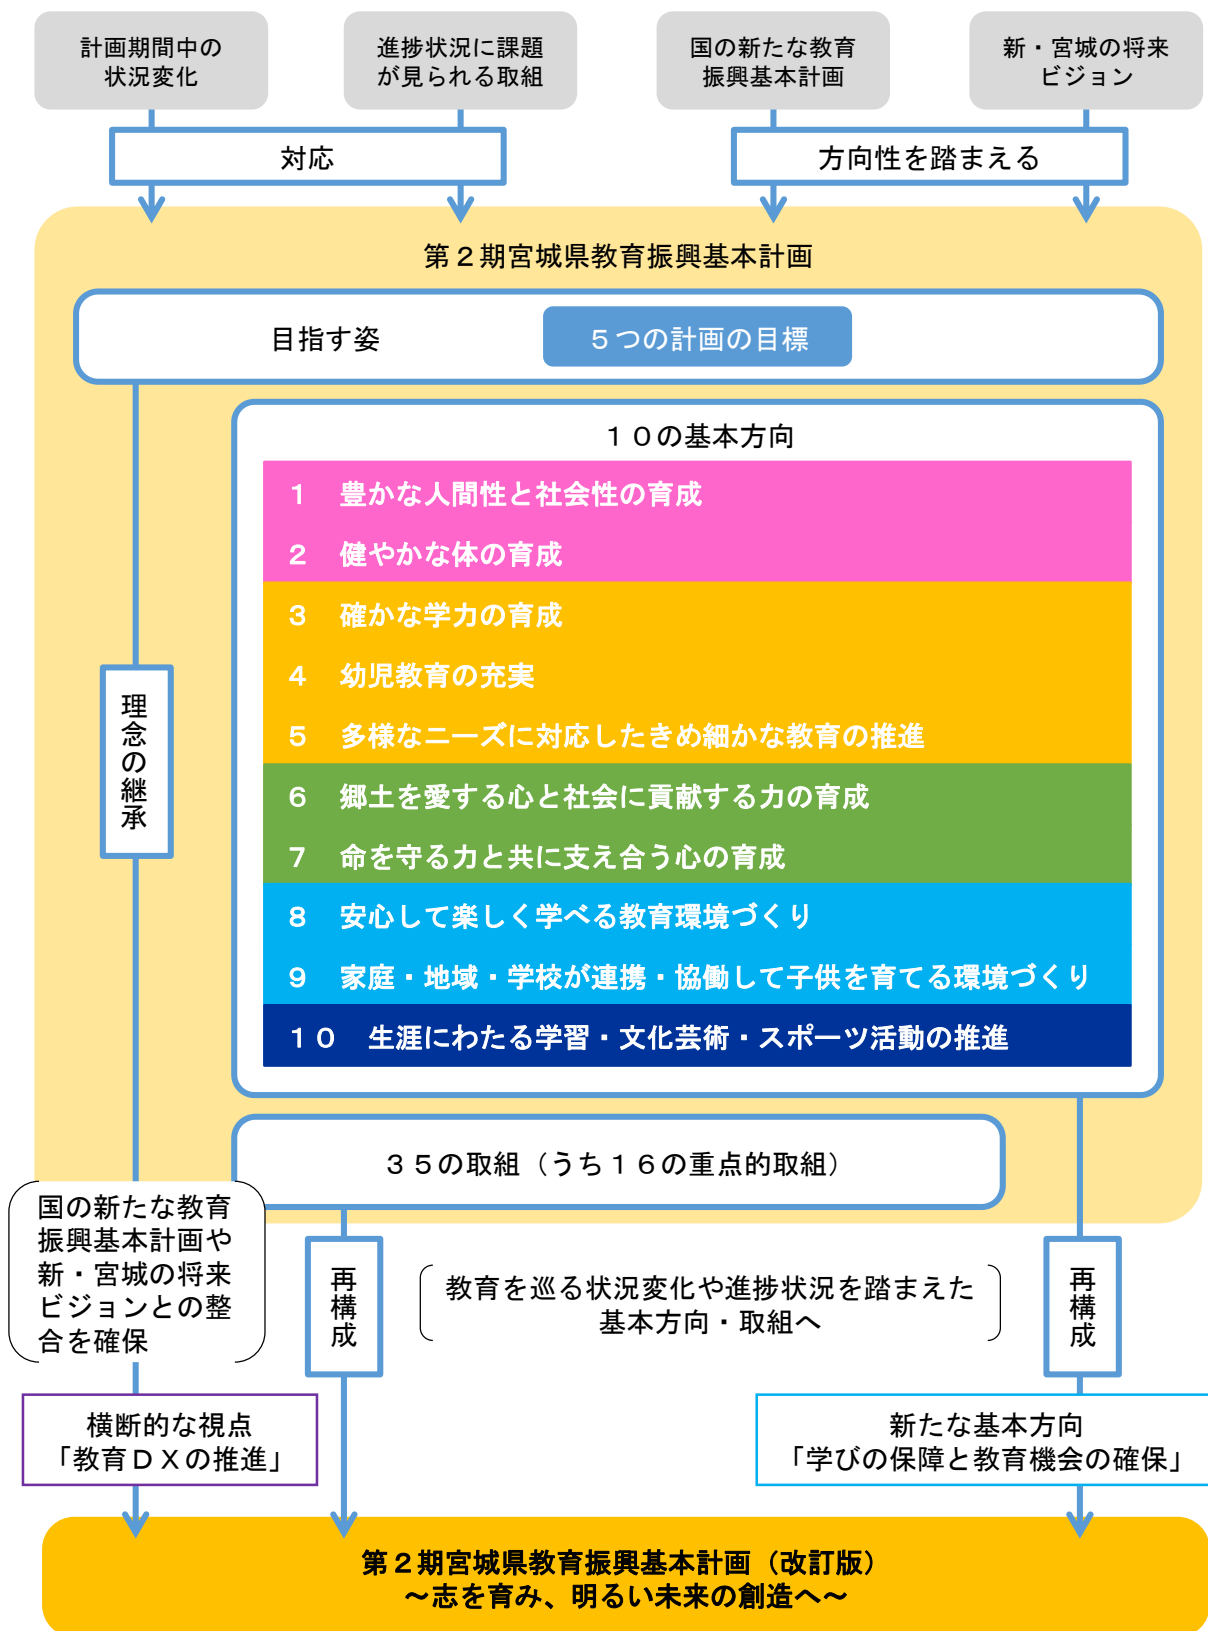 計画期間中の
状況変化
進捗状況に課題
が見られる取組
国の新たな教育
振興基本計画
新・宮城の将来
ビジョン
対応
方向性を踏まえる
第２期宮城県教育振興基本計画
目指す姿
５つの計画の目標
１０の基本方向
１　豊かな人間性と社会性の育成
２　健やかな体の育成
３　確かな学力の育成
４　幼児教育の充実
５　多様なニーズに対応したきめ細かな教育の推進
６　郷土を愛する心と社会に貢献する力の育成
７　命を守る力と共に支え合う心の育成
８　安心して楽しく学べる教育環境づくり
９　家庭・地域・学校が連携・協働して子供を育てる環境づくり
１０　生涯にわたる学習・文化芸術・スポーツ活動の推進
理念の継承
３５の取組（うち１６の重点的取組）
国の新たな教育
振興基本計画や
新・宮城の将来
ビジョンとの整
合を確保
再構成
教育を巡る状況変化や進捗状況を踏まえた
基本方向・取組へ
再構成
横断的な視点
「教育ＤＸの推進」
新たな基本方向
「学びの保障と教育機会の確保」
第２期宮城県教育振興基本計画（改訂版）
～志を育み、明るい未来の創造へ～